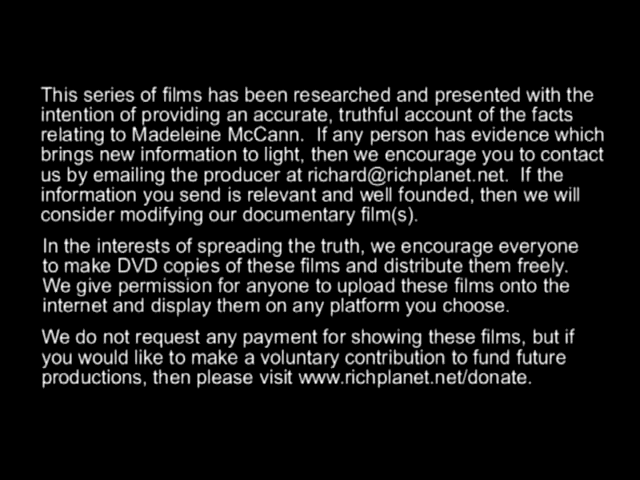 This series of films has been researched and presented with the
intention of providing an accurate, truthful account of the facts
relating to Madeleine McCann.  If any person has evidence which
brings new information to light, then we encourage you to contact
us by emailing the producer at richard@richplanet.net.  If the
information you send is relevant and well founded, then we will
consider modifying our documentary film(s).
In the interests of spreading the truth, we encourage everyone
to make DVD copies of these films and distribute them freely.
We give permission for anyone to upload these films onto the
internet and display them on any platform you choose.
We do not request any payment for showing these films, but if
you would like to make a voluntary contribution to fund future
productions, then please visit www.richplanet.net/donate.